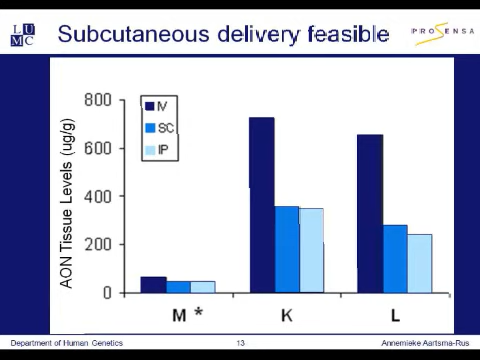 LU
MC
Subcutaneous delivery feasible
PROSENSA
AON Tissue Levels (ug/g)
800
600
400
200
0
IV
SC
IP
M *
K
L
Department of Human Genetics
13
Annemieke Aartsma-Rus